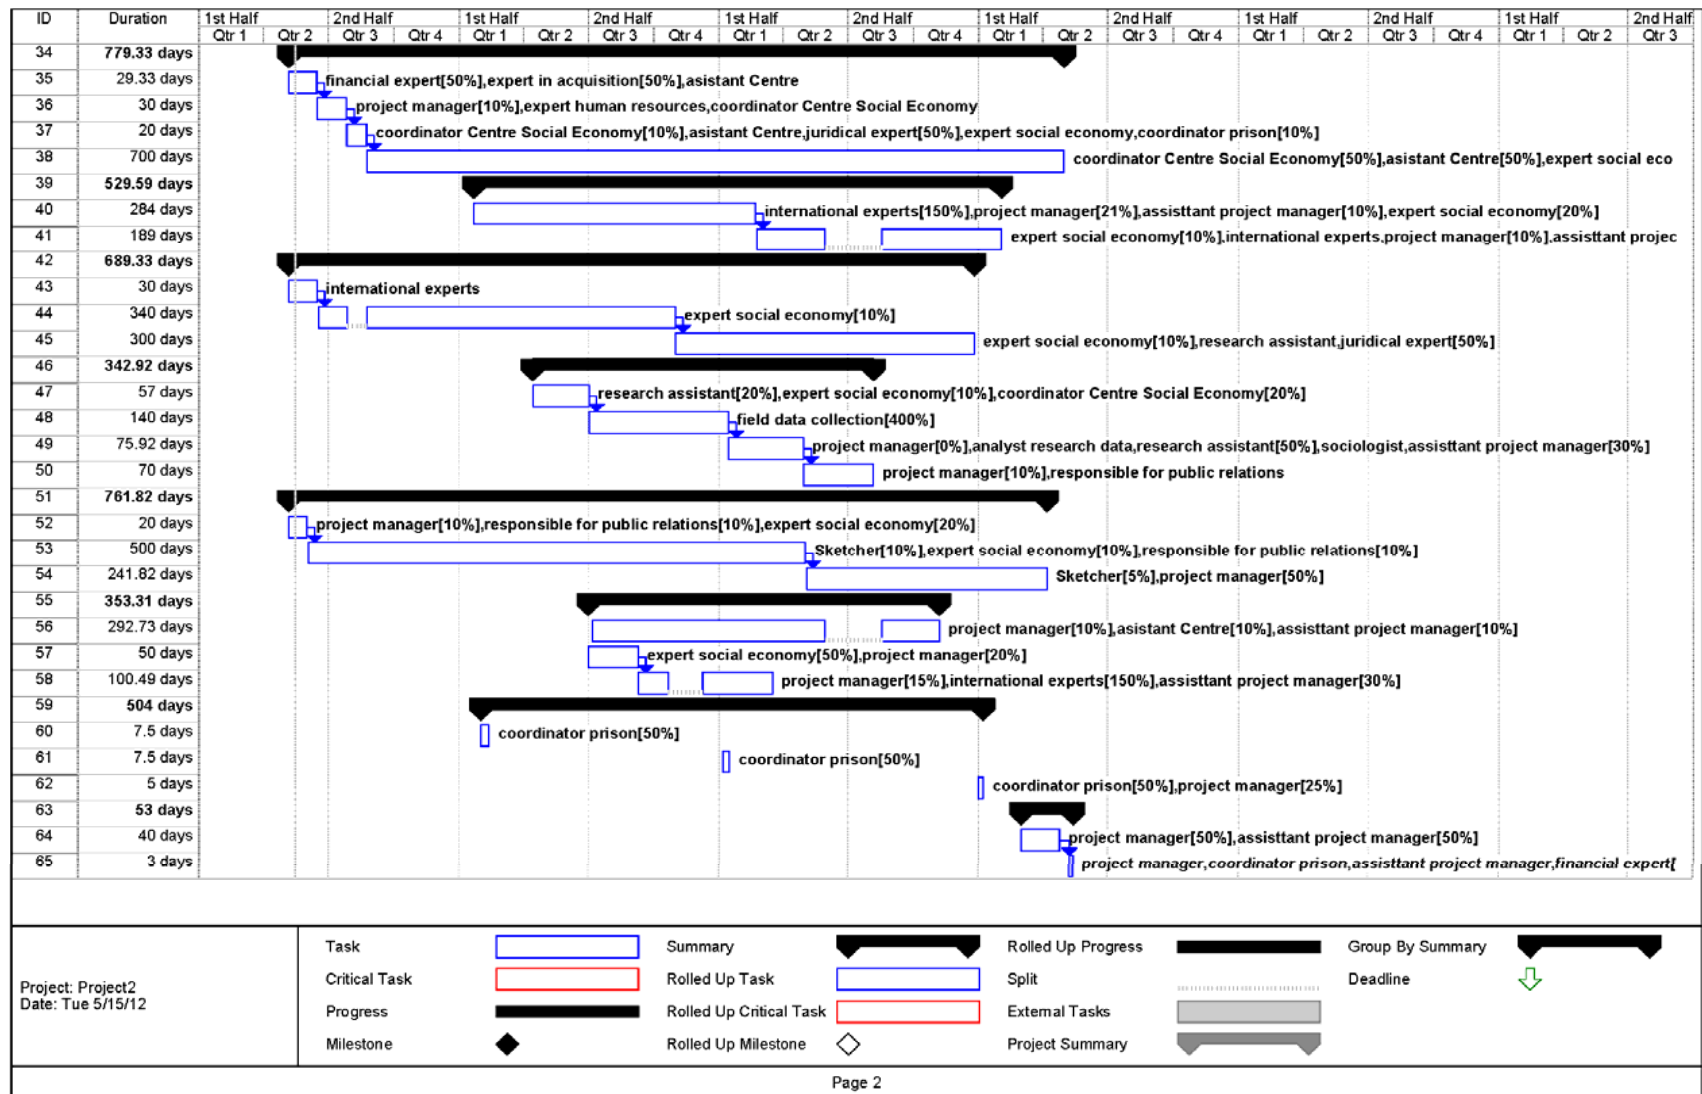 ID Duration 1st Half 2nd Half 1st Half 2nd Half 1st Half 2nd Half 1st Half 2nd Half 1st Half 2nd Half 1st Half 2nd Half
Qtr 1 Qtr 2 Qtr 3 Qtr 4 Qtr 1 Qtr 2 Qtr 3 Qtr 4 Qtr 1 Qtr 2 Qtr 3 Qtr 4 Qtr 1 Qtr 2 Qtr 3 Qtr 4 Qtr 1 Qtr 2 Qtr 3 Qtr 4 Qtr 1 Qtr 2 Qtr 3
34 779.33 days
35 29.33 days financial expert[50%],expert in acquisition[50%],asistant Centre
36 30 days project manager[10%],expert human resources,coordinator Centre Social Economy
37 20 days coordinator Centre Social Economy[10%],asistant Centre,juridical expert[50%],expert social economy,coordinator prison[10%]
38 700 days coordinator Centre Social Economy[50%],asistant Centre[50%],expert social eco
39 529.59 days
40 284 days international experts[150%],project manager[21%],assisttant project manager[10%],expert social economy[20%]
41 189 days expert social economy[10%],international experts,project manager[10%],assisttant projec
42 689.33 days
43 30 days international experts
44 340 days expert social economy[10%]
45 300 days expert social economy[10%],research assistant,juridical expert[50%]
46 342.92 days
47 57 days research assistant[20%],expert social economy[10%],coordinator Centre Social Economy[20%]
48 140 days field data collection[400%]
49 75.92 days project manager[0%],analyst research data,research assistant[50%],sociologist,assisttant project manager[30%]
50 70 days project manager[10%],responsible for public relations
51 761.82 days
52 20 days project manager[10%],responsible for public relations[10%],expert social economy[20%]
53 500 days Sketcher[10%],expert social economy[10%],responsible for public relations[10%]
54 241.82 days Sketcher[5%],project manager[50%]
55 353.31 days
56 292.73 days project manager[10%],asistant Centre[10%],assisttant project manager[10%]
57 50 days expert social economy[50%],project manager[20%]
58 100.49 days project manager[15%],international experts[150%],assisttant project manager[30%]
59 504 days
60 7.5 days coordinator prison[50%]
61 7.5 days coordinator prison[50%]
62 5 days coordinator prison[50%],project manager[25%]
63 53 days
64 40 days project manager[50%],assisttant project manager[50%]
65 3 days project manager,coordinator prison,assisttant project manager,financial expert[
Project: Project2
Date: Tue 5/15/12
Task Summary Rolled Up Progress Group By Summary
Critical Task Rolled Up Task Split Deadline
Progress Rolled Up Critical Task External Tasks
Milestone Rolled Up Milestone Project Summary
Page 2